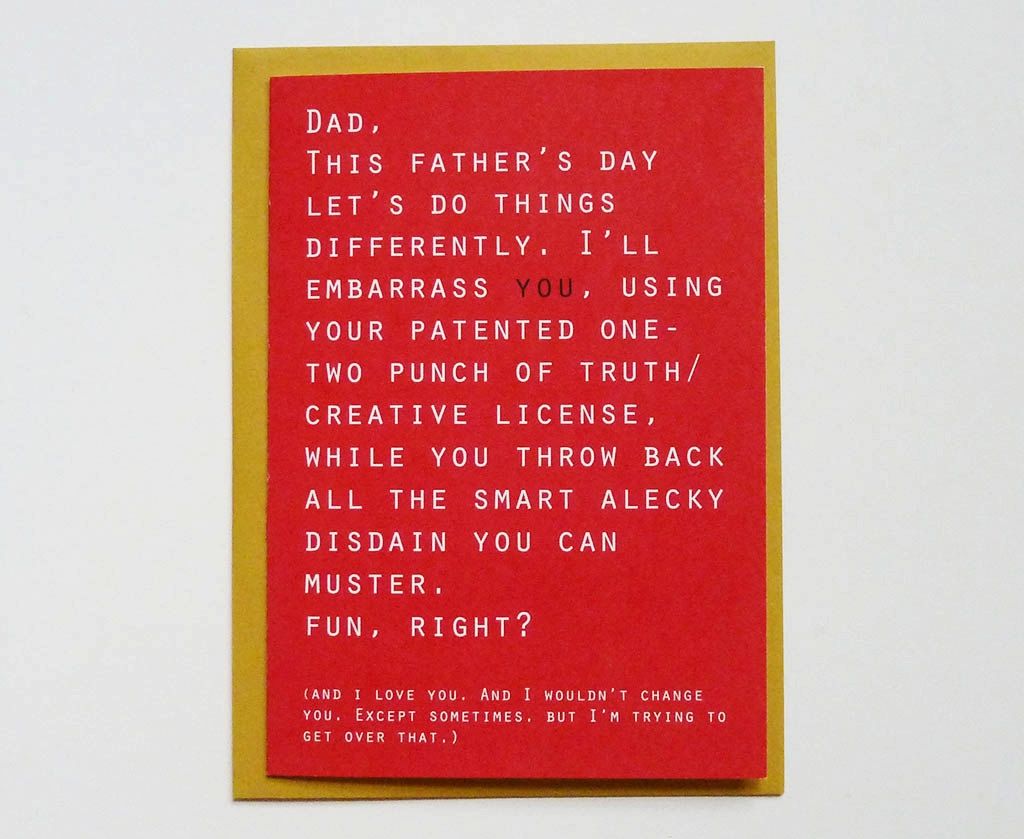 Dad,
This father's day
let's do things
differently. I'll
embarrass you, using
your patented one-
two punch of truth/
creative license,
while you throw back
all the smart alecky
disdain you can
muster.
fun, right?
(and i love you. And I wouldn't change
you. Except sometimes. but I'm trying to
get over that.)